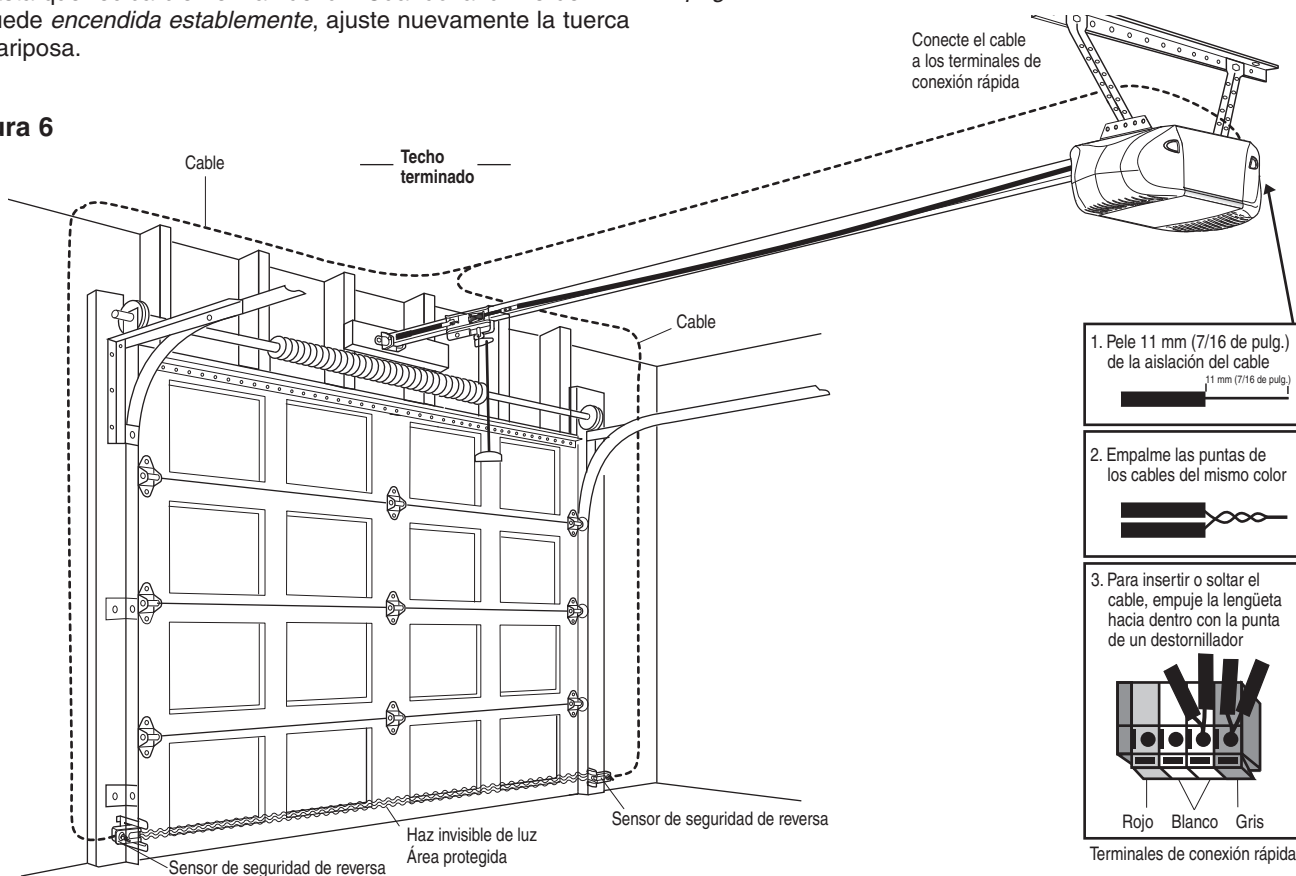 quede encendida establemente, ajuste nuevamente la tuerca
mariposa.
Figura 6
Conecte el cable
a los terminales de
conexión rápida
Cable
Techo
terminado
Cable
1. Pele 11 mm (7/16 de pulg.)
de la aislación del cable
11 mm (7/16 de pulg.)
2. Empalme las puntas de
los cables del mismo color
3. Para insertar o soltar el
cable, empuje la lengüeta
hacia dentro con la punta
de un destornillador
Rojo Blanco Gris
Terminales de conexión rápida
Sensor de seguridad de reversa
Haz invisible de luz
Área protegida
Sensor de seguridad de reversa